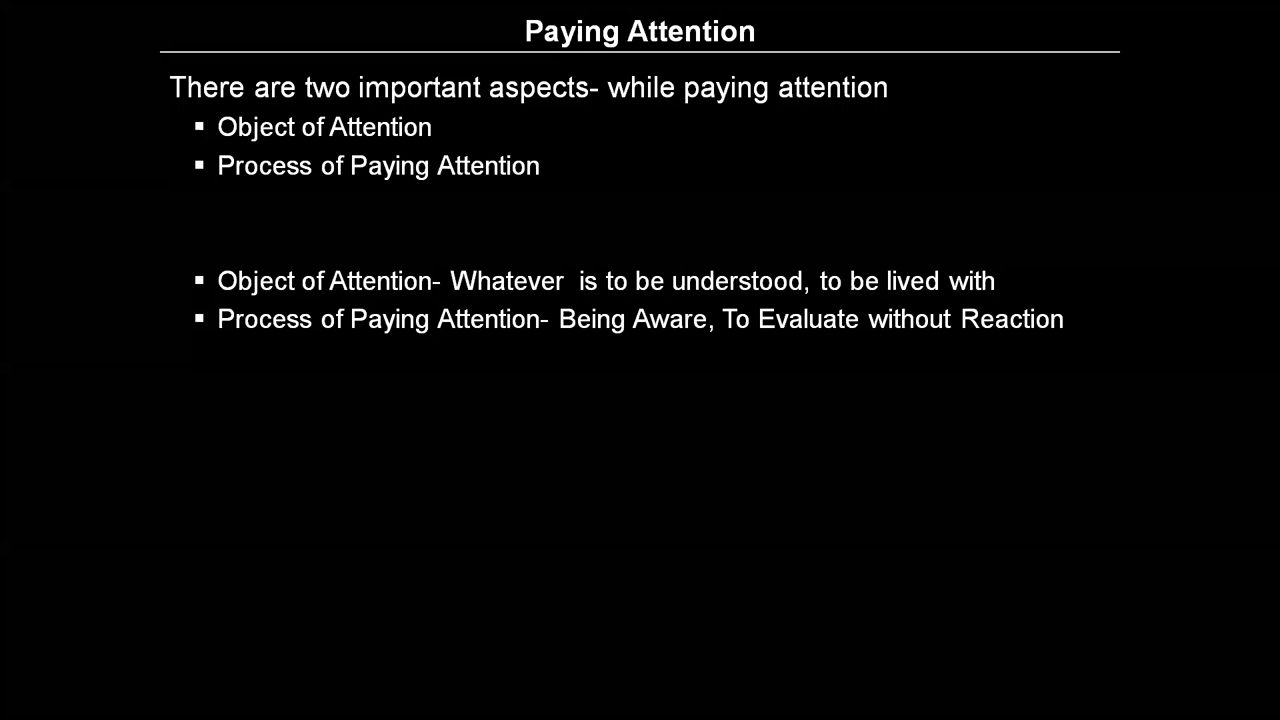 Paying Attention
There are two important aspects- while paying attention
▪ Object of Attention
▪ Process of Paying Attention
▪ Object of Attention- Whatever  is to be understood, to be lived with
▪ Process of Paying Attention- Being Aware, To Evaluate without Reaction